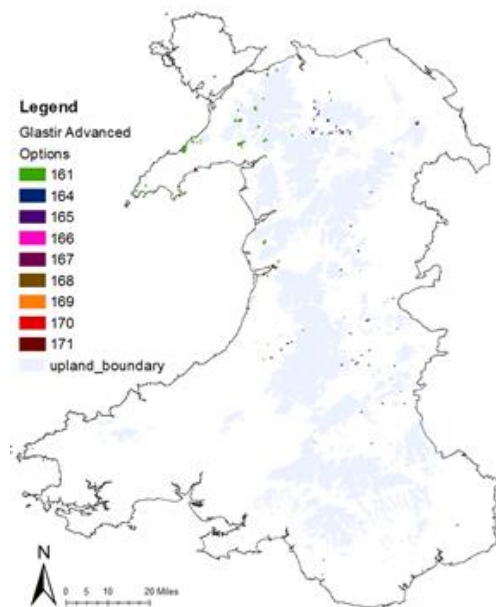 Legend
Glastir Advanced
Options
161
164
165
166
167
168
169
170
171
upland_boundary
N
0 5 10 20 Miles